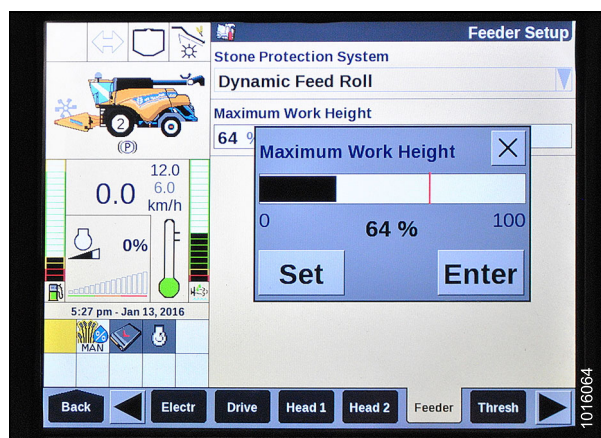 Feeder Setup
Stone Protection System
Dynamic Feed Roll
Maximum Work Height
64 %
Maximum Work Height
0
64 %
100
Set
Enter
2
(P)
12.0
0.0
6.0
km/h
0%
5:27 pm - Jan 13, 2016
MAN
Back
Electr
Drive
Head 1
Head 2
Feeder
Thresh
1016064